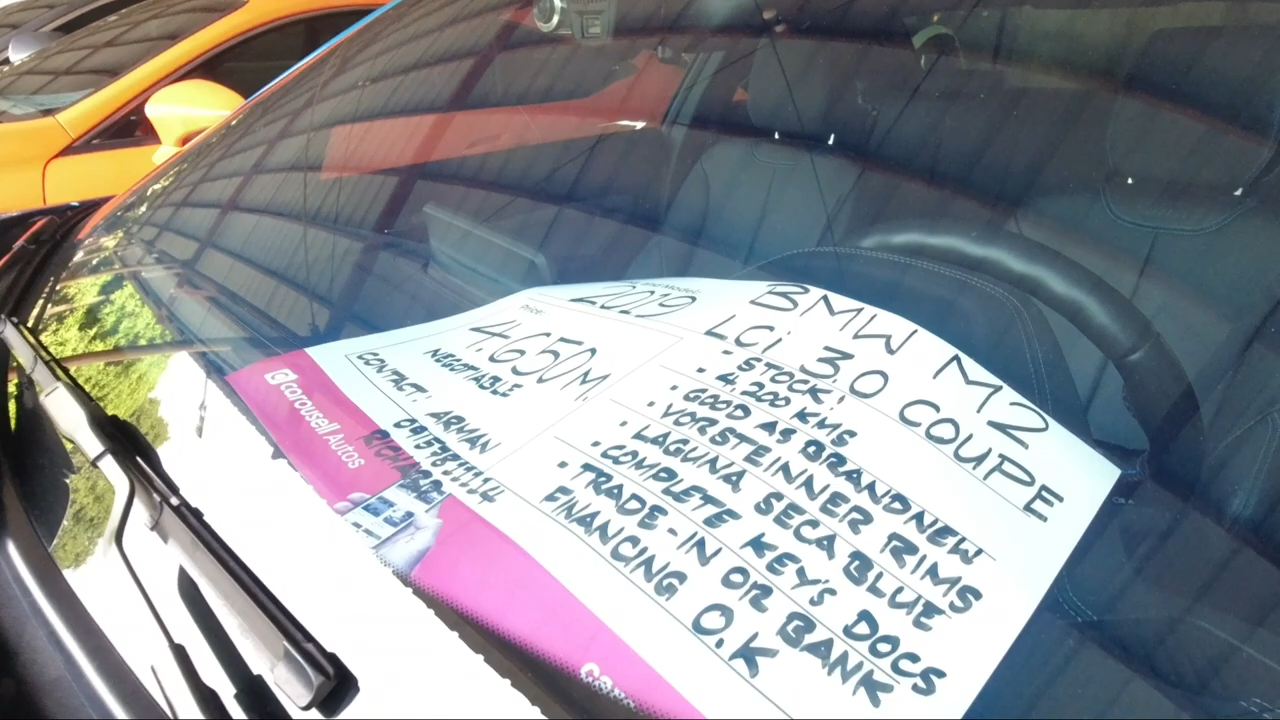 2019
Price:
4.650M,
NEGOTIABLE
CONTACT: ARMAN
RICHARD
carousell Autos
BMW M2
LCi 3.0 COUPE
- STOCK!
- 4,200 KMS
- GOOD AS BRANDNEW
- VORSTEINNER RIMS
- LAGUNA SECA BLUE
- COMPLETE KEYS DOCS
- TRADE-IN OR BANK
FINANCING O.K